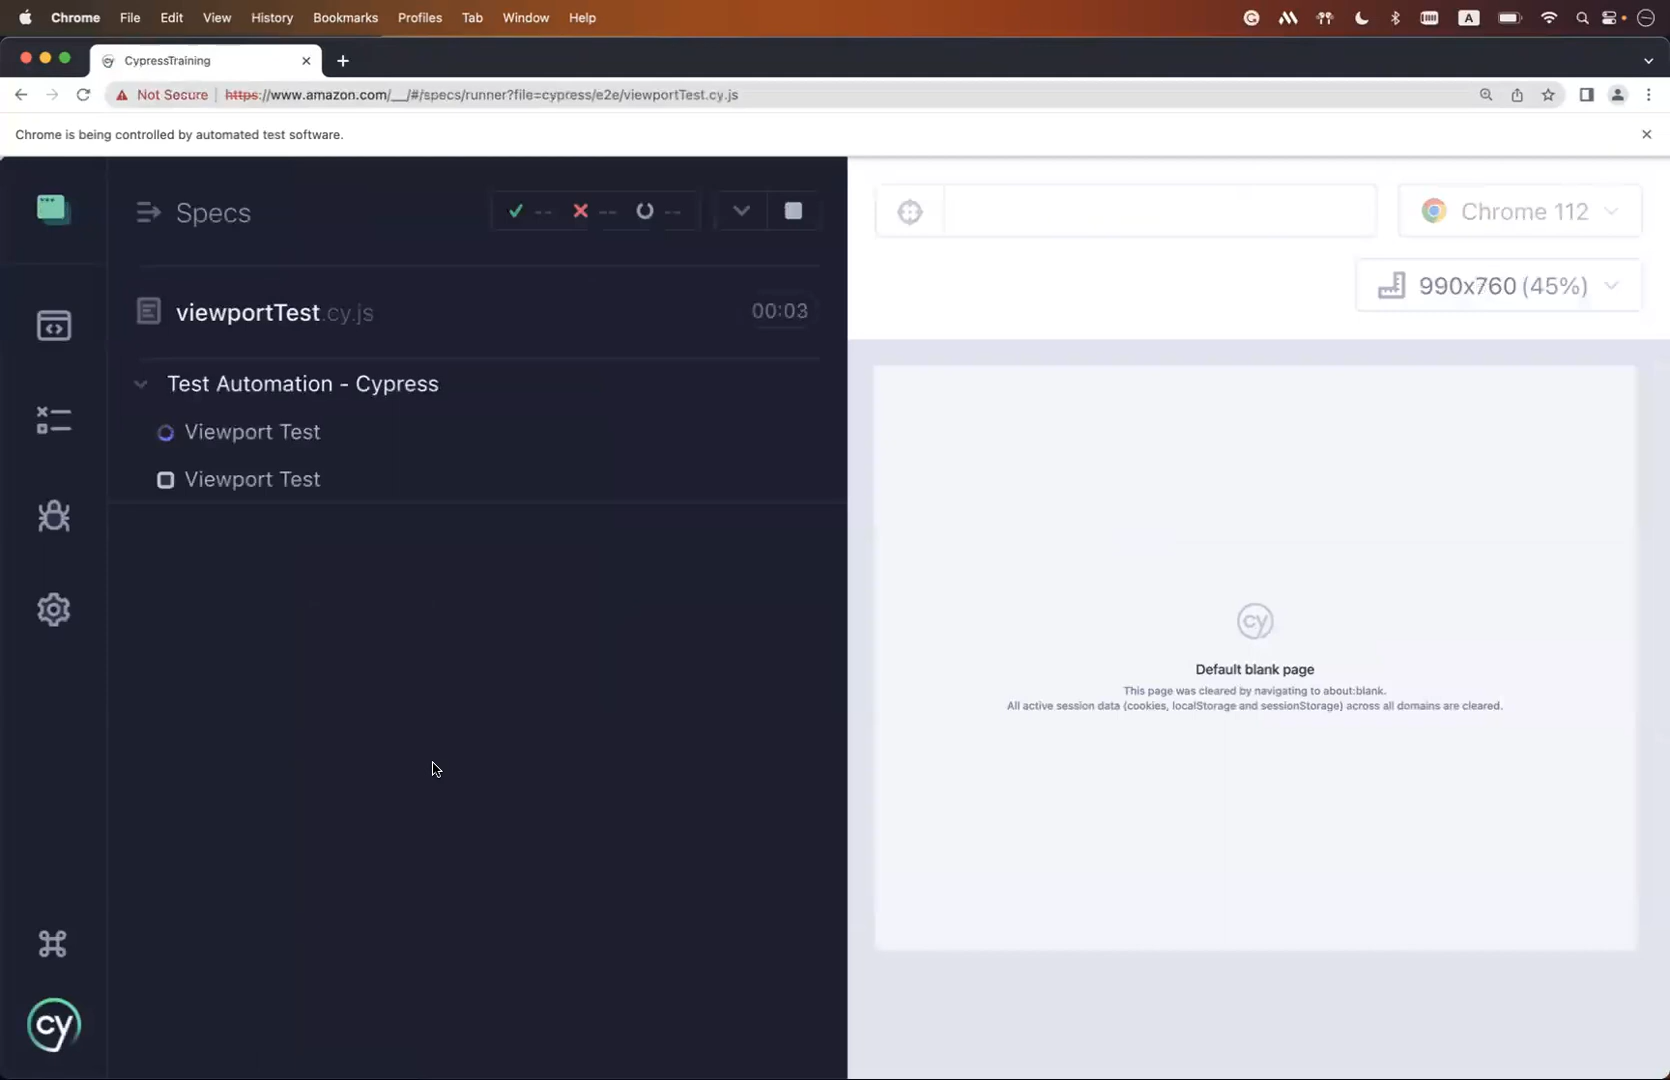 Chrome File Edit View History Bookmarks Profiles Tab Window Help A
CypressTraining
Not Secure https://www.amazon.com/__/#/specs/runner?file=cypress/e2e/viewportTest.cy.js
Chrome is being controlled by automated test software.
Specs -- -- --
Chrome 112
990x760 (45%)
viewportTest.cy.js 00:03
Test Automation - Cypress
Viewport Test
Viewport Test
cy
Default blank page
This page was cleared by navigating to about:blank.
All active session data (cookies, localStorage and sessionStorage) across all domains are cleared.
cy